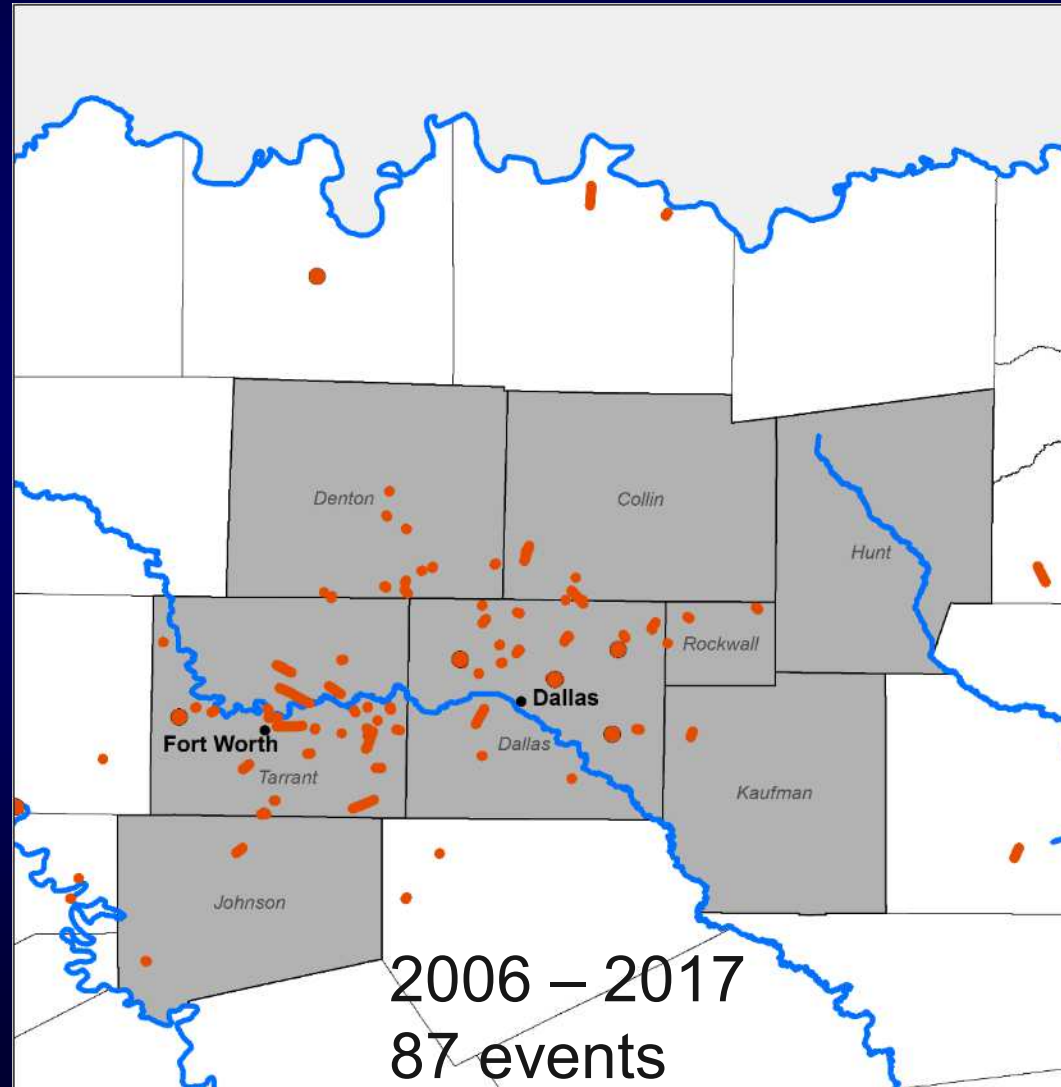 Denton
Collin
Hunt
Rockwall
Dallas
Fort Worth
Dallas
Tarrant
Kaufman
Johnson
2006 – 2017
87 events